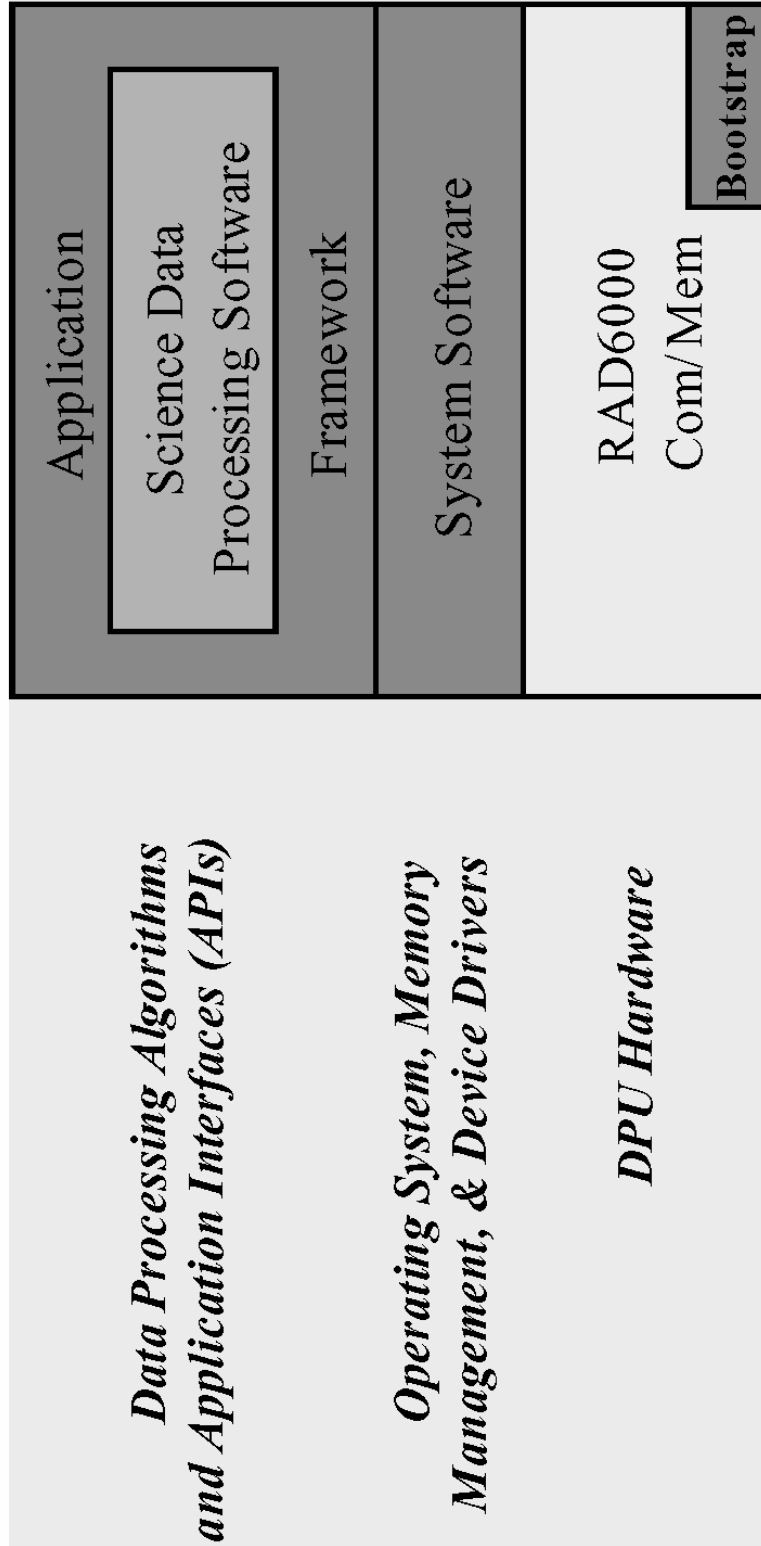 Data Processing Algorithms
and Application Interfaces (APIs)
Application
Science Data
Processing Software
Framework
Operating System, Memory
Management, & Device Drivers
System Software
DPU Hardware
RAD6000
Com/Mem
Bootstrap